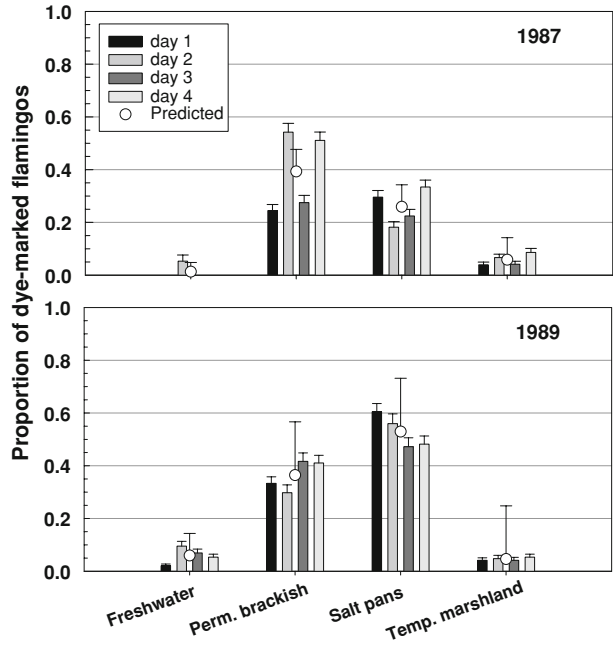 Proportion of dye-marked flamingos
1.0
0.8
0.6
0.4
0.2
0.0
day 1
day 2
day 3
day 4
Predicted
1987
1.0
0.8
0.6
0.4
0.2
0.0
1989
Freshwater
Perm. brackish
Salt pans
Temp. marshland